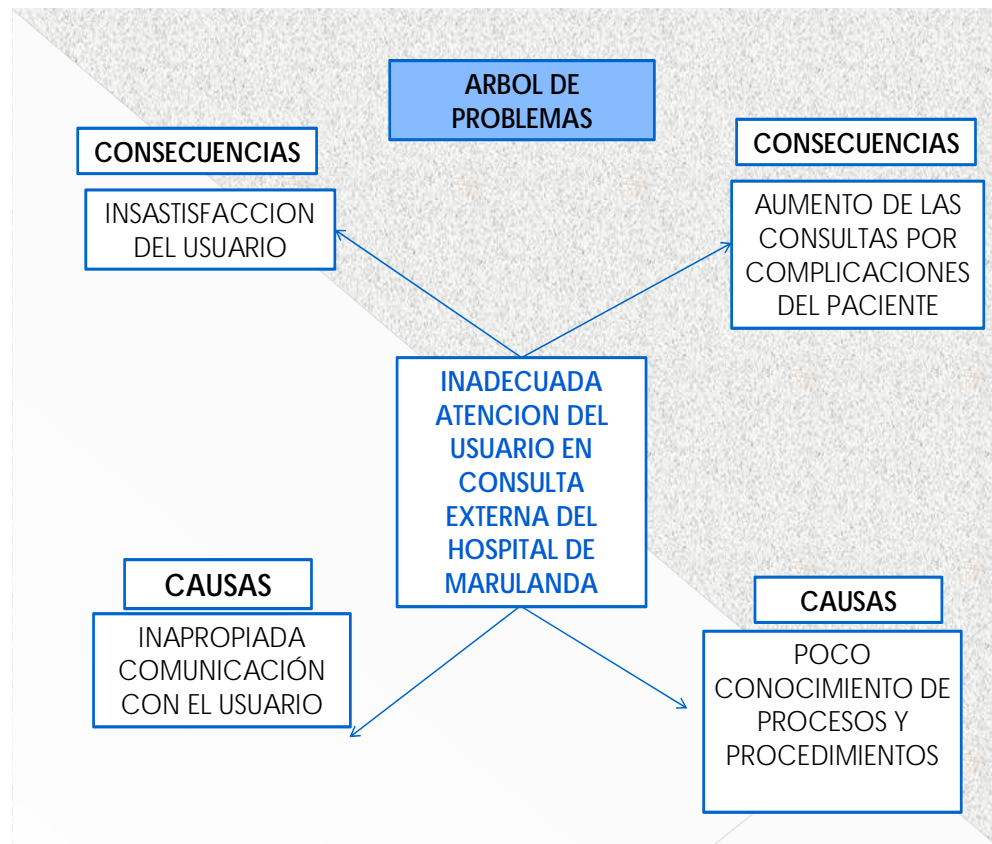 ARBOL DE
PROBLEMAS
CONSECUENCIAS
INSASTISFACCION
DEL USUARIO
CONSECUENCIAS
AUMENTO DE LAS
CONSULTAS POR
COMPLICACIONES
DEL PACIENTE
INADECUADA
ATENCION DEL
USUARIO EN
CONSULTA
EXTERNA DEL
HOSPITAL DE
MARULANDA
CAUSAS
INAPROPIADA
COMUNICACIÓN
CON EL USUARIO
CAUSAS
POCO
CONOCIMIENTO DE
PROCESOS Y
PROCEDIMIENTOS